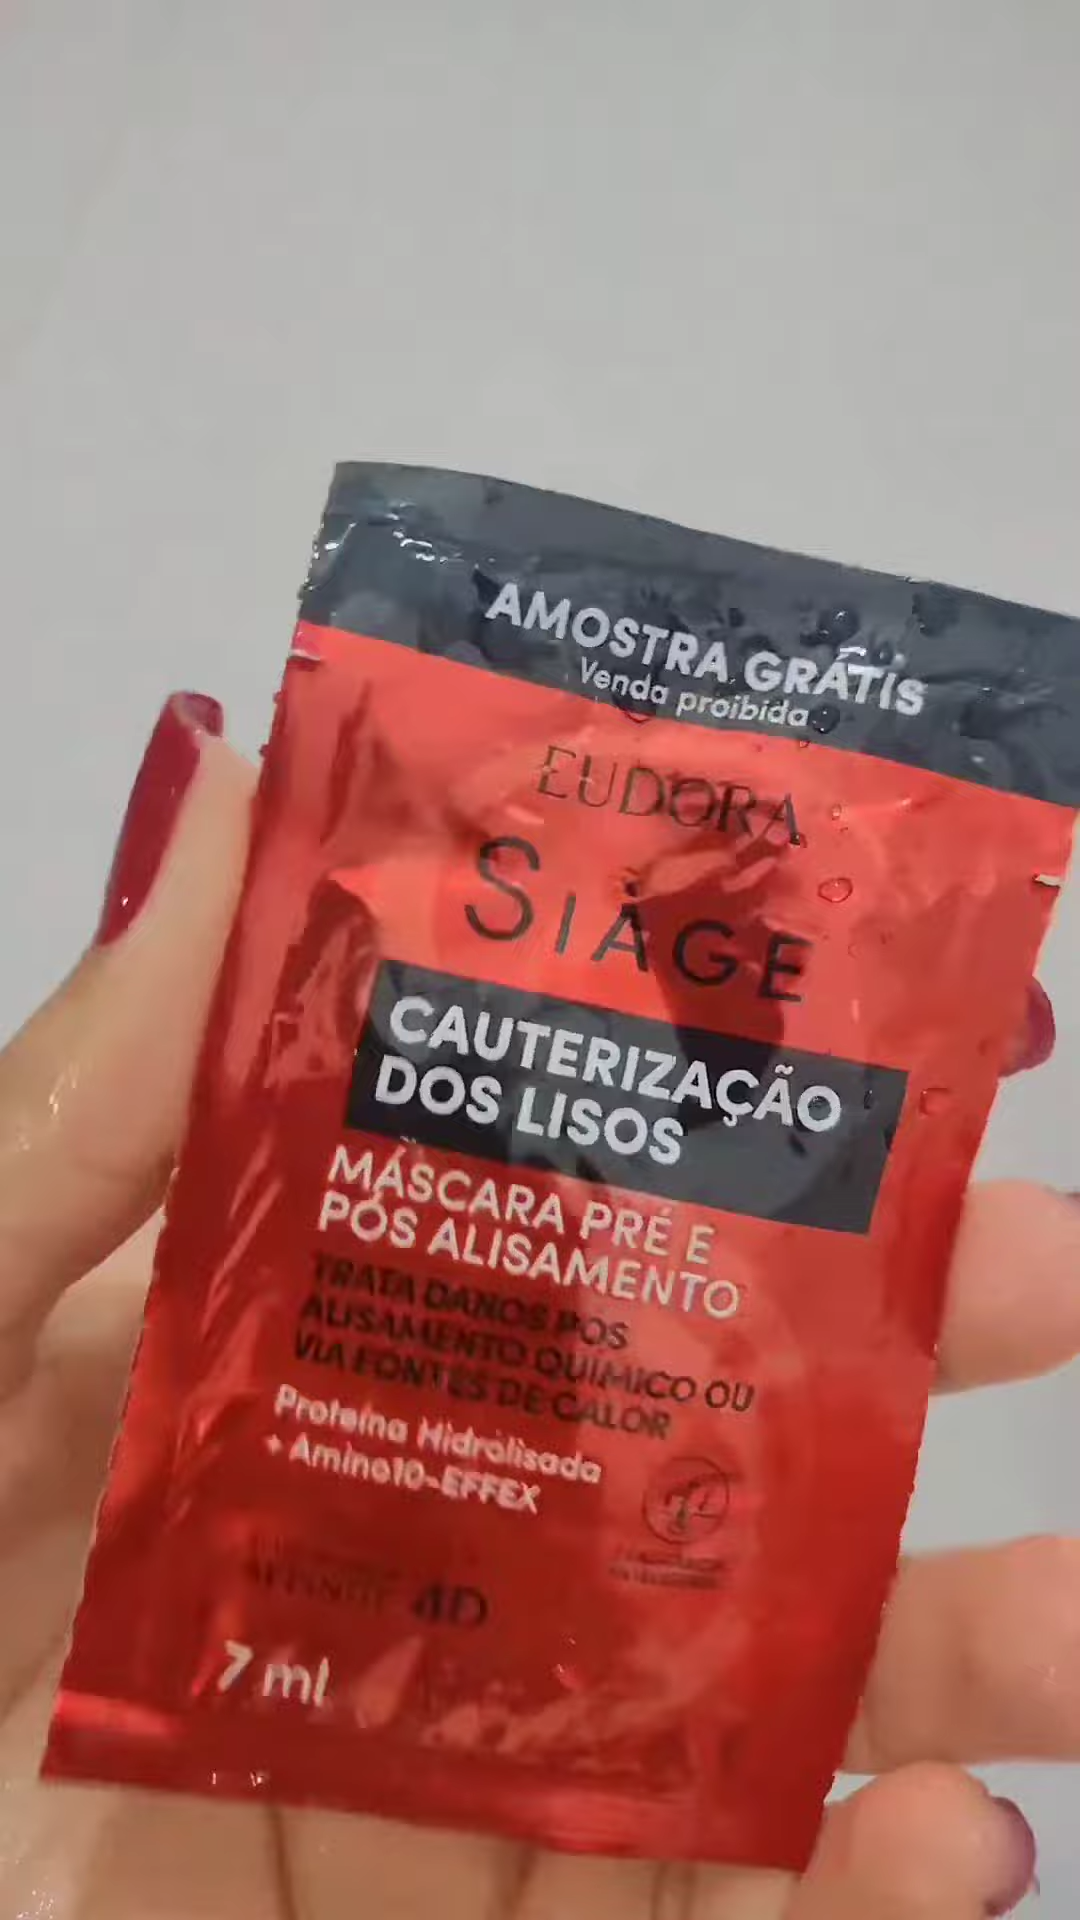 AMOSTRA GRÁTIS
Venda proibida
EUDORA
SIÀGE
CAUTERIZAÇÃO
DOS LISOS
MÁSCARA PRÉ E
PÓS ALISAMENTO
TRATA DANOS PÓS
ALISAMENTO QUÍMICO OU
VIA FONTES DE CALOR
Proteína Hidrolisada
+ Amino10-EFFEX
4D
7 ml